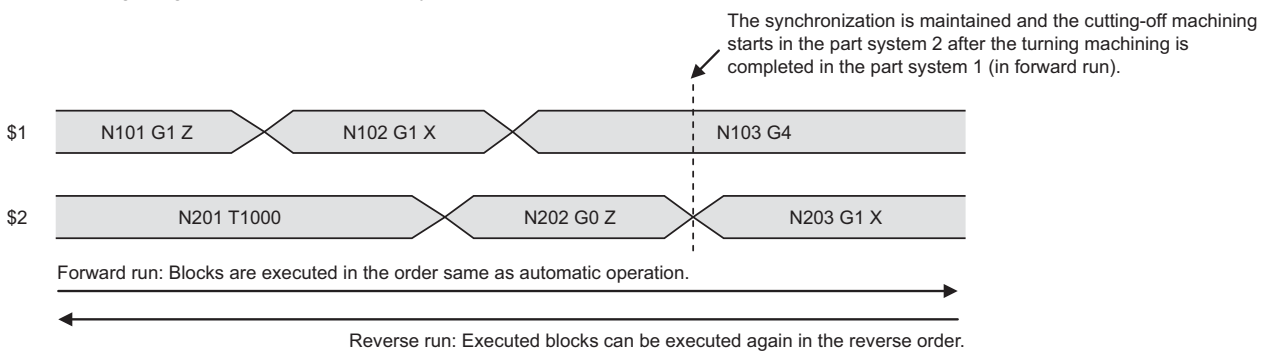 The synchronization is maintained and the cutting-off machining
starts in the part system 2 after the turning machining is
completed in the part system 1 (in forward run).
$1 N101 G1 Z N102 G1 X N103 G4
$2 N201 T1000 N202 G0 Z N203 G1 X
Forward run: Blocks are executed in the order same as automatic operation.
Reverse run: Executed blocks can be executed again in the reverse order.